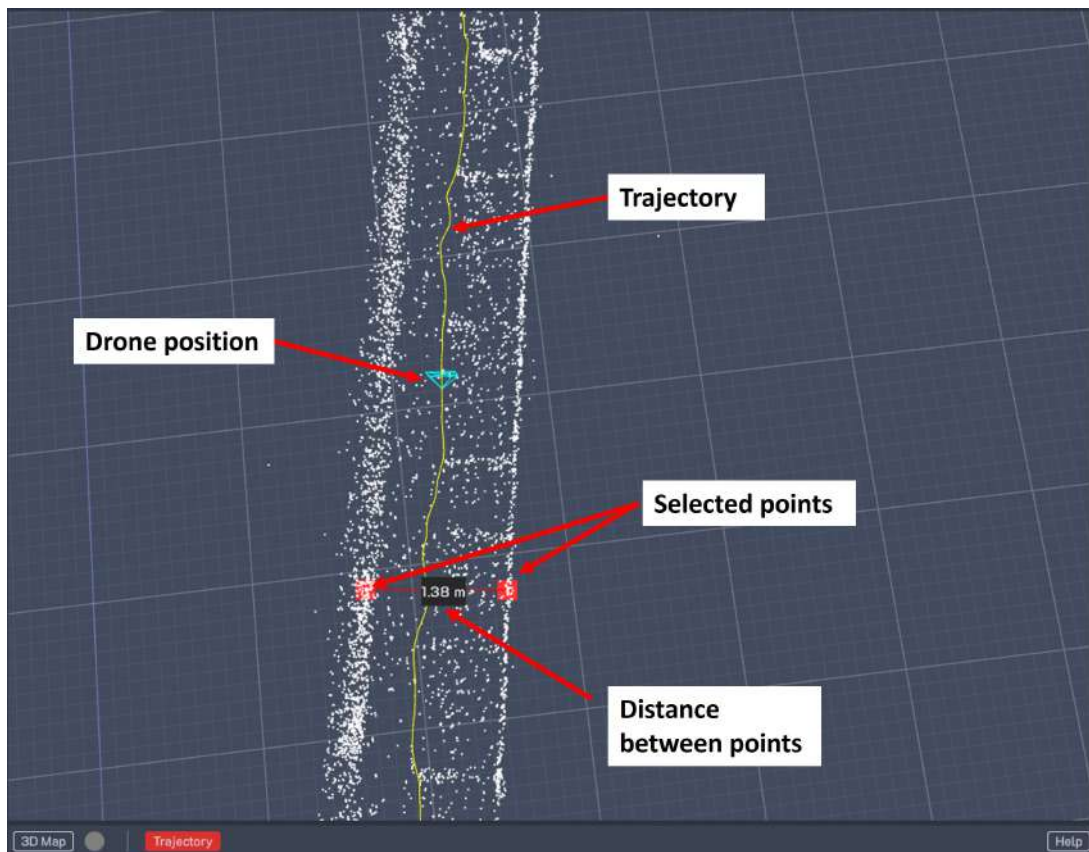 Trajectory
Drone position
Selected points
1.38 m
Distance
between points
3D Map
Trajectory
Help